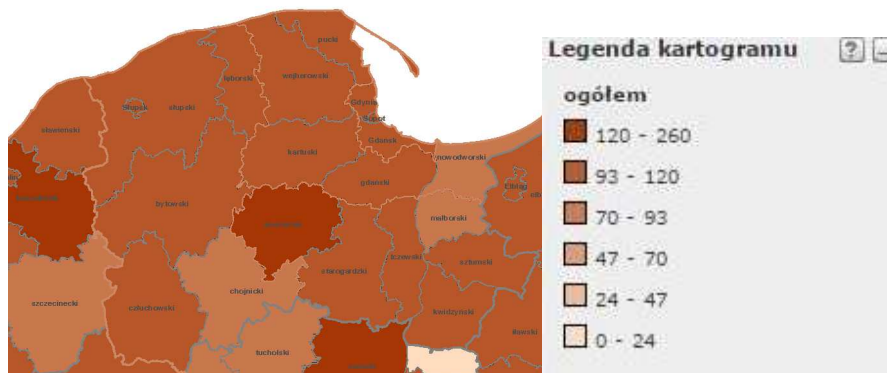 pucki
lęborski
wejherowski
Gdynia
Słupsk
słupski
Sopot
sławieński
Gdańsk
kartuski
nowodworski
gdański
Elbląg
bytowski
malborski
tczewski
sztumski
starogardzki
chojnicki
szczecinecki
człuchowski
kwidzyński
iławski
tucholski
Legenda kartogramu
ogółem
120 - 260
93 - 120
70 - 93
47 - 70
24 - 47
0 - 24